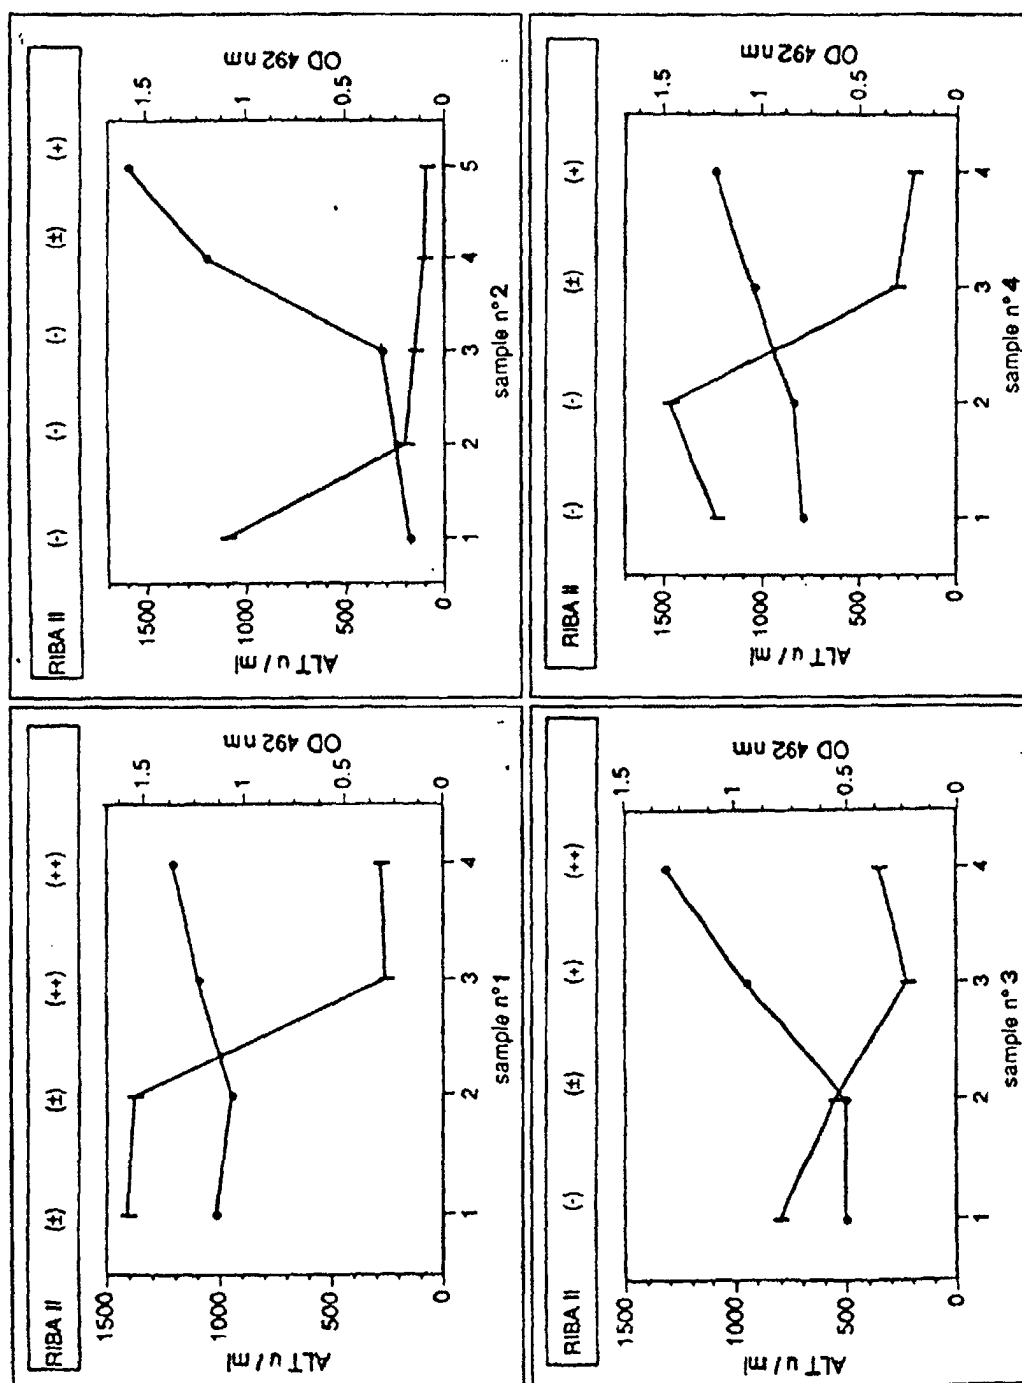 RIBA II (±) (±) (++) (++)
ALT u / ml
1500
1000
500
0
OD 492 nm
1.5
1
0.5
0
1 2 3 4
sample n° 1
RIBA II (-) (-) (-) (±) (+)
ALT u / ml
1500
1000
500
0
OD 492 nm
1.5
1
0.5
0
1 2 3 4 5
sample n° 2
RIBA II (-) (±) (+) (++)
ALT u / ml
1500
1000
500
0
OD 492 nm
1.5
1
0.5
0
1 2 3 4
sample n° 3
RIBA II (-) (-) (±) (+)
ALT u / ml
1500
1000
500
0
OD 492 nm
1.5
1
0.5
0
1 2 3 4
sample n° 4